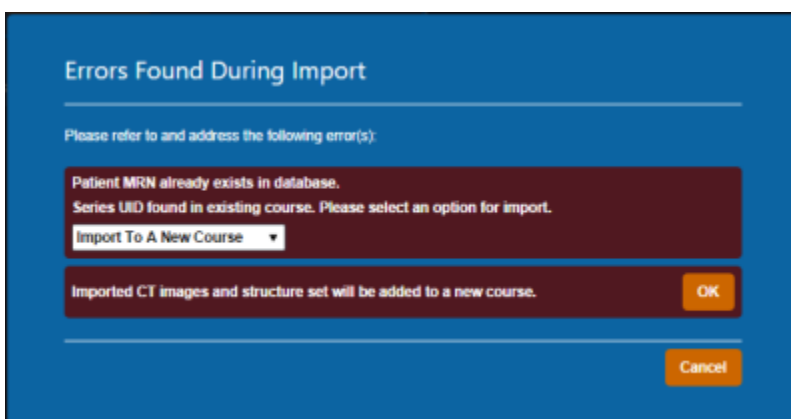 Errors Found During Import
Please refer to and address the following error(s):
Patient MRN already exists in database.
Series UID found in existing course. Please select an option for import.
Import To A New Course
Imported CT images and structure set will be added to a new course.
OK
Cancel